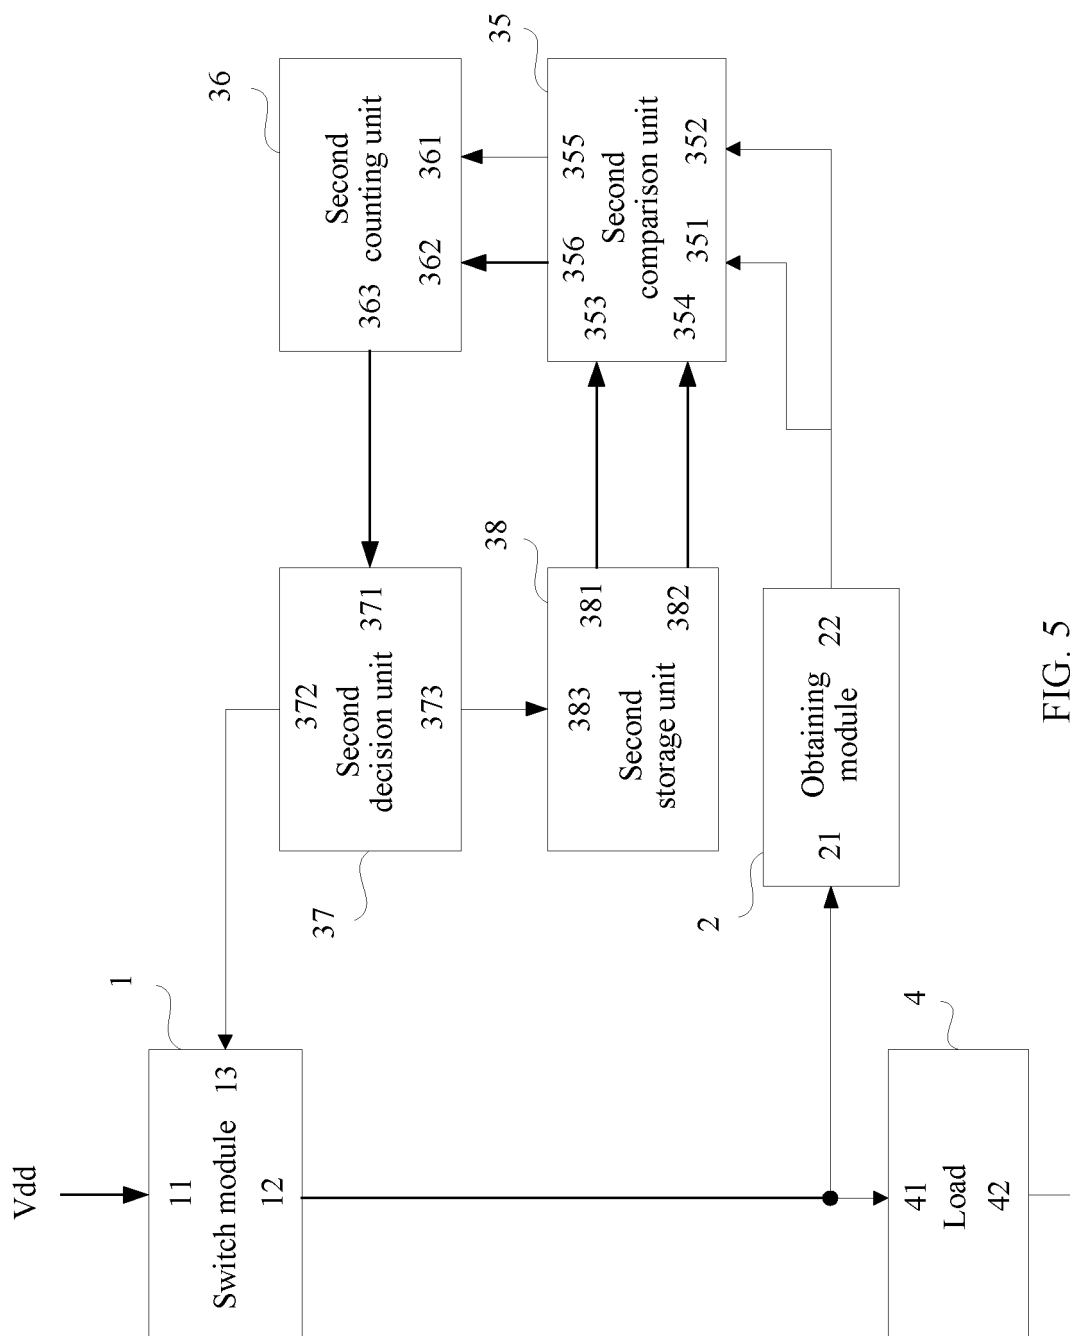 Vdd
1
11
Switch module
13
12
36
Second
counting unit
361
362
363
35
355
356
Second
comparison unit
352
351
353
354
37
372
Second
decision unit
371
373
38
381
383
Second
storage unit
382
2
21
Obtaining
module
22
4
41
Load
42
FIG. 5